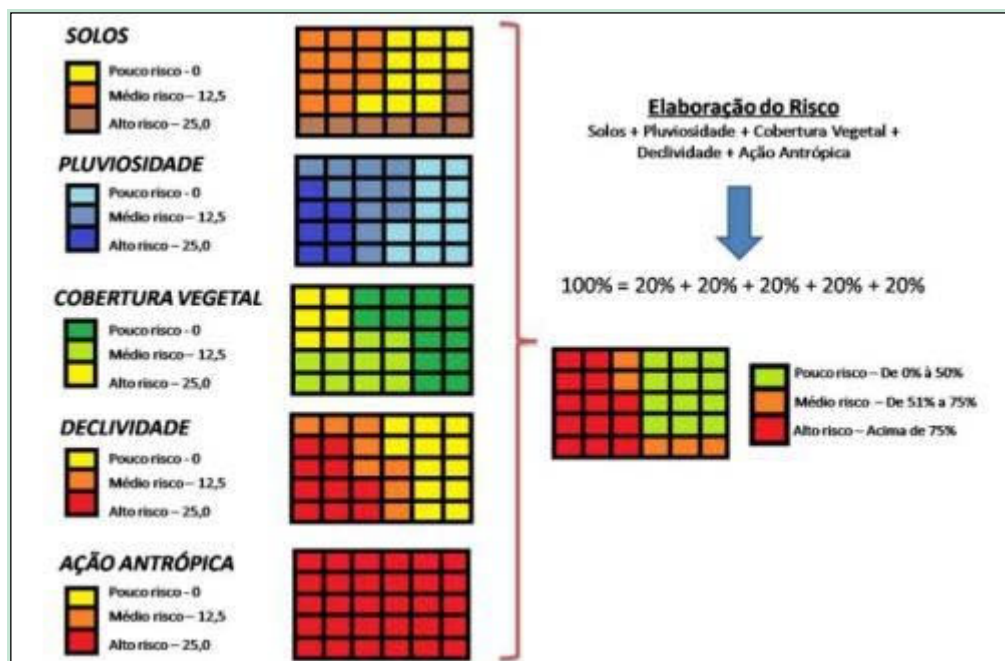 SOLOS
Pouco risco - 0
Médio risco – 12,5
Alto risco – 25,0
PLUVIOSIDADE
Pouco risco - 0
Médio risco – 12,5
Alto risco – 25,0
COBERTURA VEGETAL
Pouco risco - 0
Médio risco – 12,5
Alto risco – 25,0
DECLIVIDADE
Pouco risco - 0
Médio risco – 12,5
Alto risco – 25,0
AÇÃO ANTRÓPICA
Pouco risco - 0
Médio risco – 12,5
Alto risco – 25,0
Elaboração do Risco
Solos + Pluviosidade + Cobertura Vegetal +
Declividade + Ação Antrópica
100% = 20% + 20% + 20% + 20% + 20%
Pouco risco – De 0% à 50%
Médio risco – De 51% a 75%
Alto risco – Acima de 75%